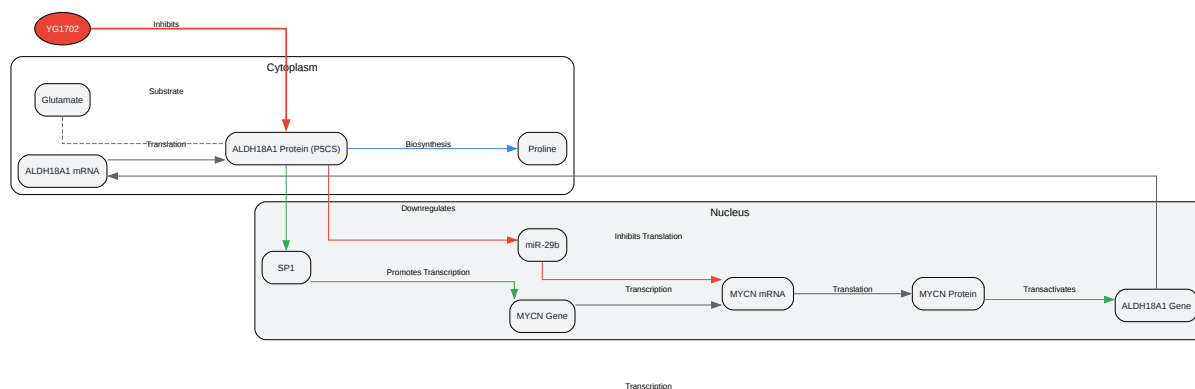 YG1702
Inhibits
Cytoplasm
Substrate
Glutamate
Translation
ALDH18A1 Protein (P5CS)
Biosynthesis
Proline
ALDH18A1 mRNA
Downregulates
Nucleus
miR-29b
Inhibits Translation
SP1
Promotes Transcription
MYCN Gene
Transcription
MYCN mRNA
Translation
MYCN Protein
Transactivates
ALDH18A1 Gene
Transcription